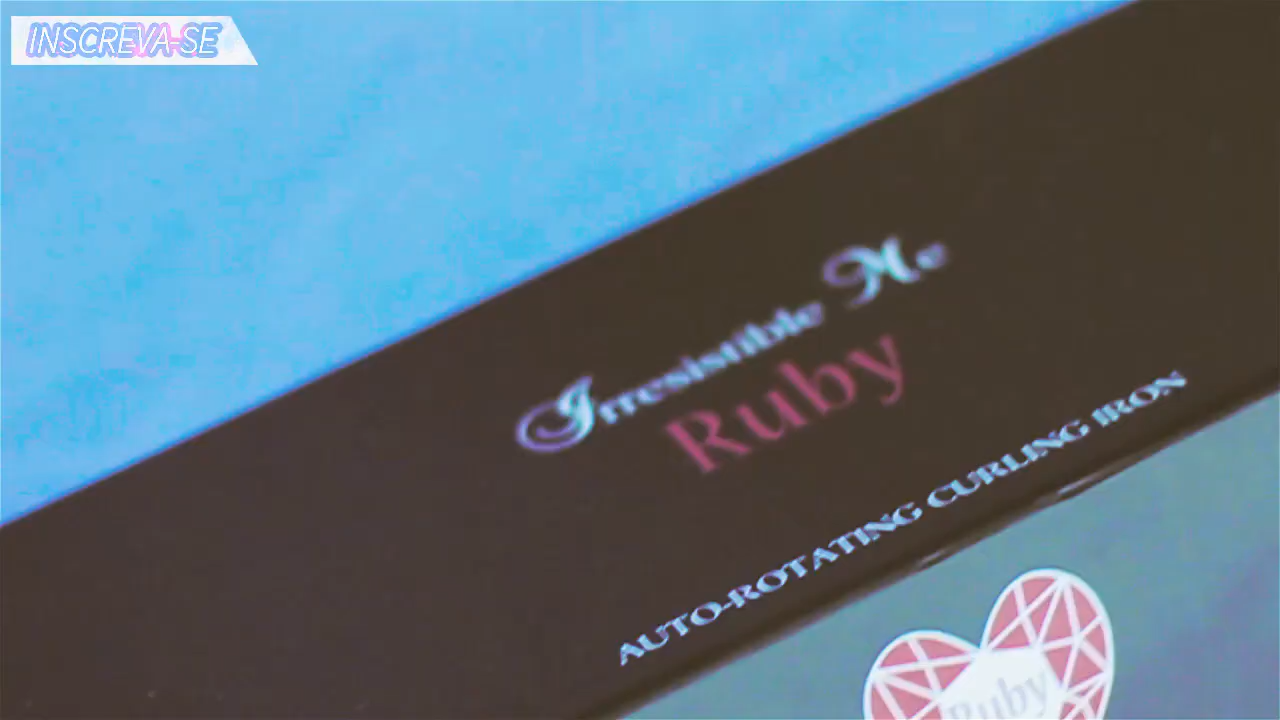 INSCREVA-SE
Irresistible Me
Ruby
AUTO-ROTATING CURLING IRON
Ruby